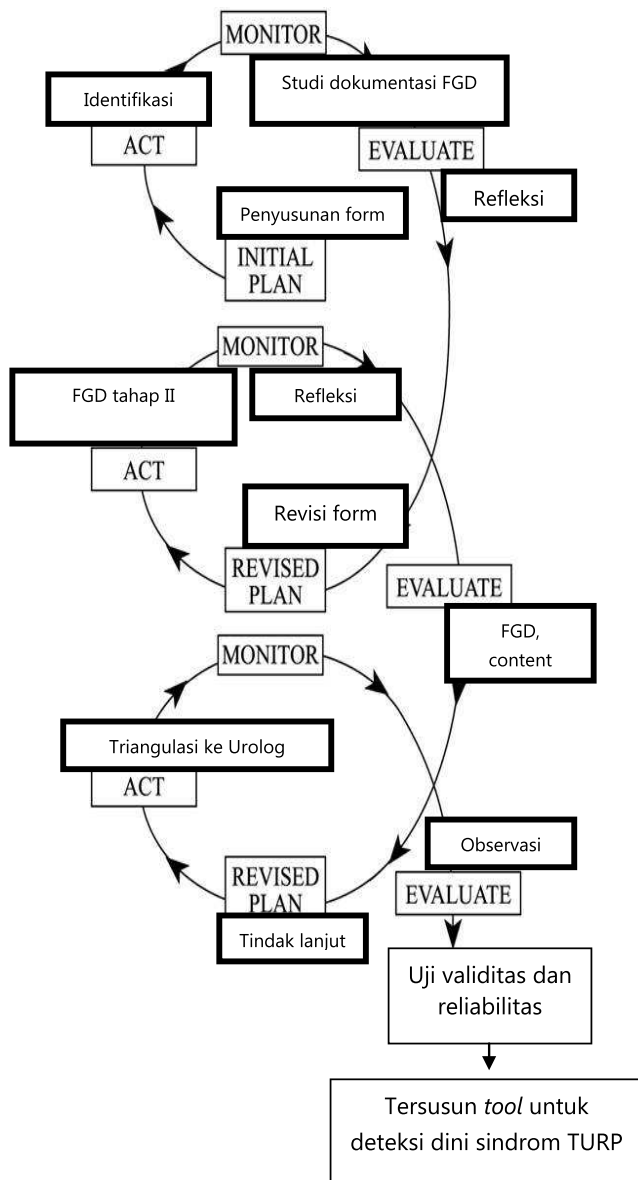 MONITOR
Identifikasi
Studi dokumentasi FGD
ACT
EVALUATE
Refleksi
Penyusunan form
INITIAL
PLAN
MONITOR
FGD tahap II
Refleksi
ACT
Revisi form
REVISED
PLAN
EVALUATE
FGD,
content
MONITOR
Triangulasi ke Urolog
ACT
Observasi
REVISED
PLAN
EVALUATE
Tindak lanjut
Uji validitas dan
reliabilitas
Tersusun tool untuk
deteksi dini sindrom TURP